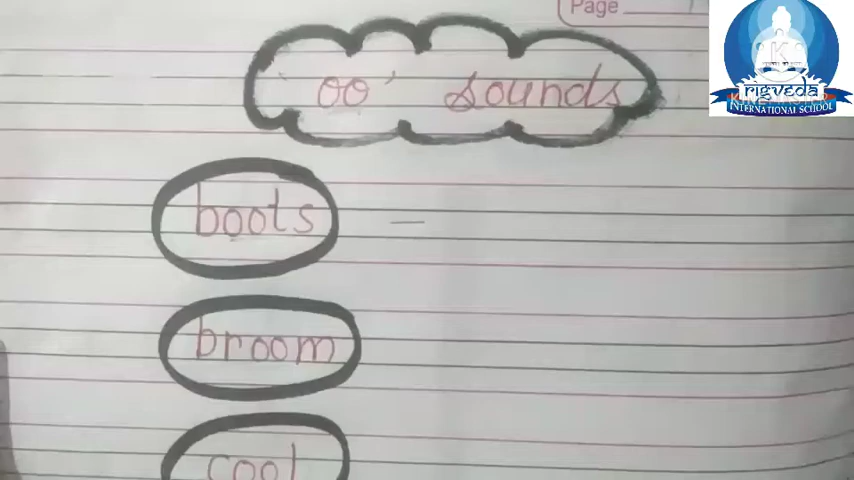 Page
'oo' sounds
boots -
broom
cool
rigveda
INTERNATIONAL SCHOOL